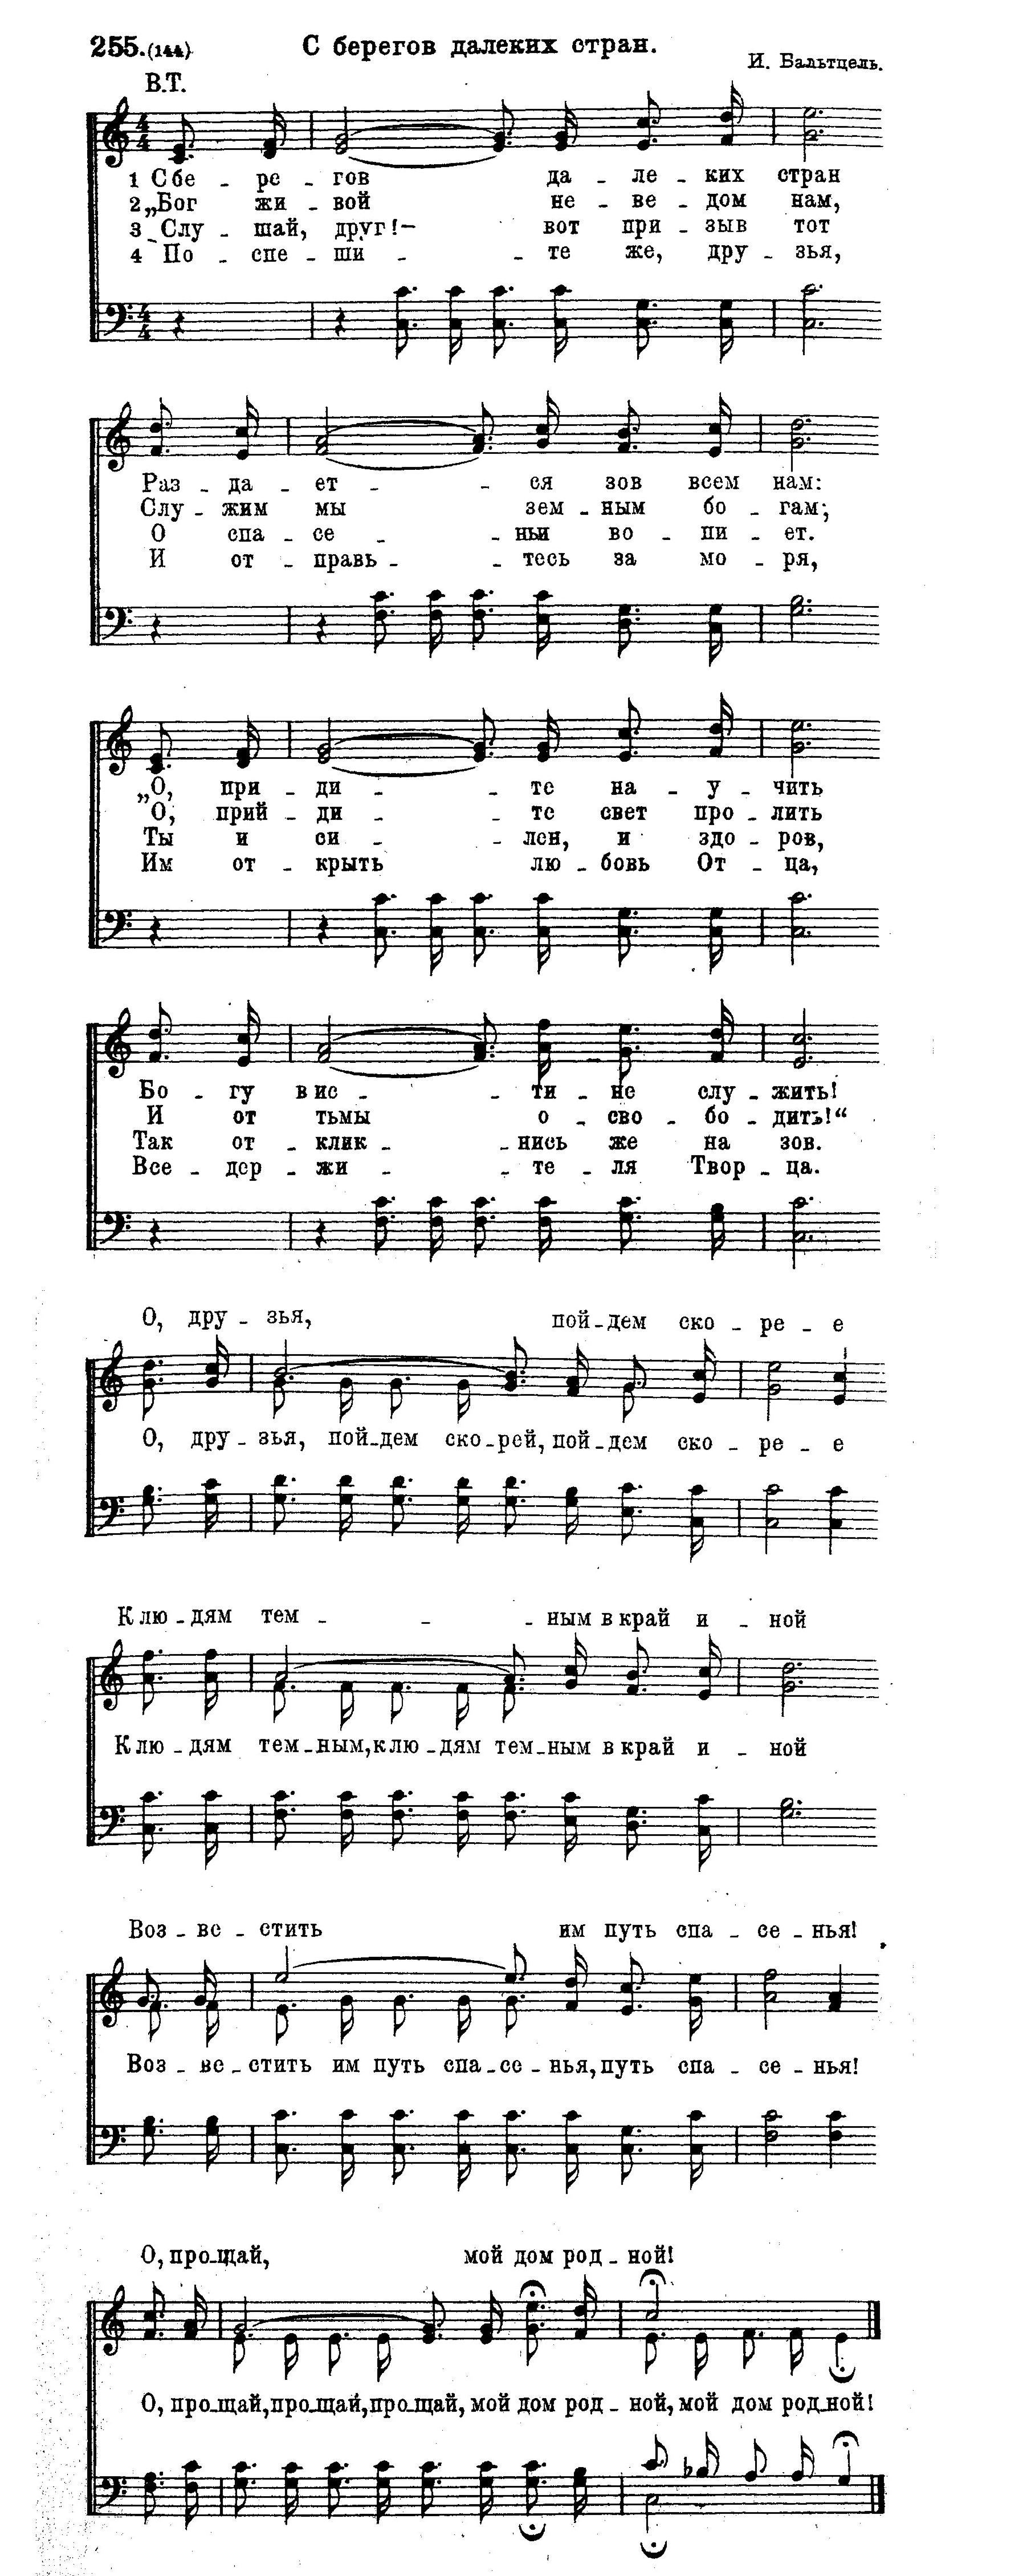 255.(144)
С берегов далеких стран.
И. Бальтцель.
В.Т.
1 С бе - ре - гов да - ле - ких стран
2 „Бог жи - вой не - ве - дом нам,
3 Слу - шай, друг!— вот при - зыв тот
4 По - спе - ши - - те же, дру - зья,
Раз - да - ет - - ся зов всем нам:
Слу - жим мы зем - ным бо - гам;
О спа - се - - ньи во - пи - ет.
И от - правь - - тесь за мо - ря,
„О, при - ди - - те на - у - чить
О, прий - ди - - те свет про - лить
Ты и си - - лен, и здо - ров,
Им от - крыть лю - бовь От - ца,
Бо - гу в ис - - ти - не слу - жить!
И от тьмы о - сво - бо - дить!“
Так от - клик - - нись же на зов.
Все - дер - жи - - те - ля Твор - ца.
О, дру - зья, пой - дем ско - ре - е
О, дру - зья, пой - дем ско - рей, пой - дем ско - ре - е
К лю - дям тем - - - ным в край и - ной
К лю - дям тем - ным, к лю - дям тем - ным в край и - ной
Воз - ве - стить им путь спа - се - нья!
Воз - ве - стить им путь спа - се - нья, путь спа - се - нья!
О, про - щай, мой дом род - ной!
О, про - щай, про - щай, про - щай, мой дом род - ной, мой дом род - ной!